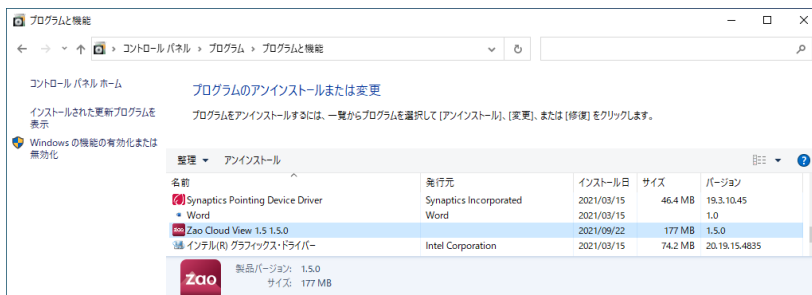 プログラムと機能
コントロール パネル › プログラム › プログラムと機能
コントロール パネル ホーム
インストールされた更新プログラムを
表示
Windows の機能の有効化または
無効化
プログラムのアンインストールまたは変更
プログラムをアンインストールするには、一覧からプログラムを選択して [アンインストール]、[変更]、または [修復] をクリックします。
整理 アンインストール
名前 発行元 インストール日 サイズ バージョン
Synaptics Pointing Device Driver Synaptics Incorporated 2021/03/15 46.4 MB 19.3.10.45
Word Word 2021/03/15 1.0
Zao Cloud View 1.5 1.5.0 2021/09/22 177 MB 1.5.0
インテル(R) グラフィックス・ドライバー Intel Corporation 2021/03/15 74.2 MB 20.19.15.4835
zao 製品バージョン: 1.5.0
サイズ: 177 MB